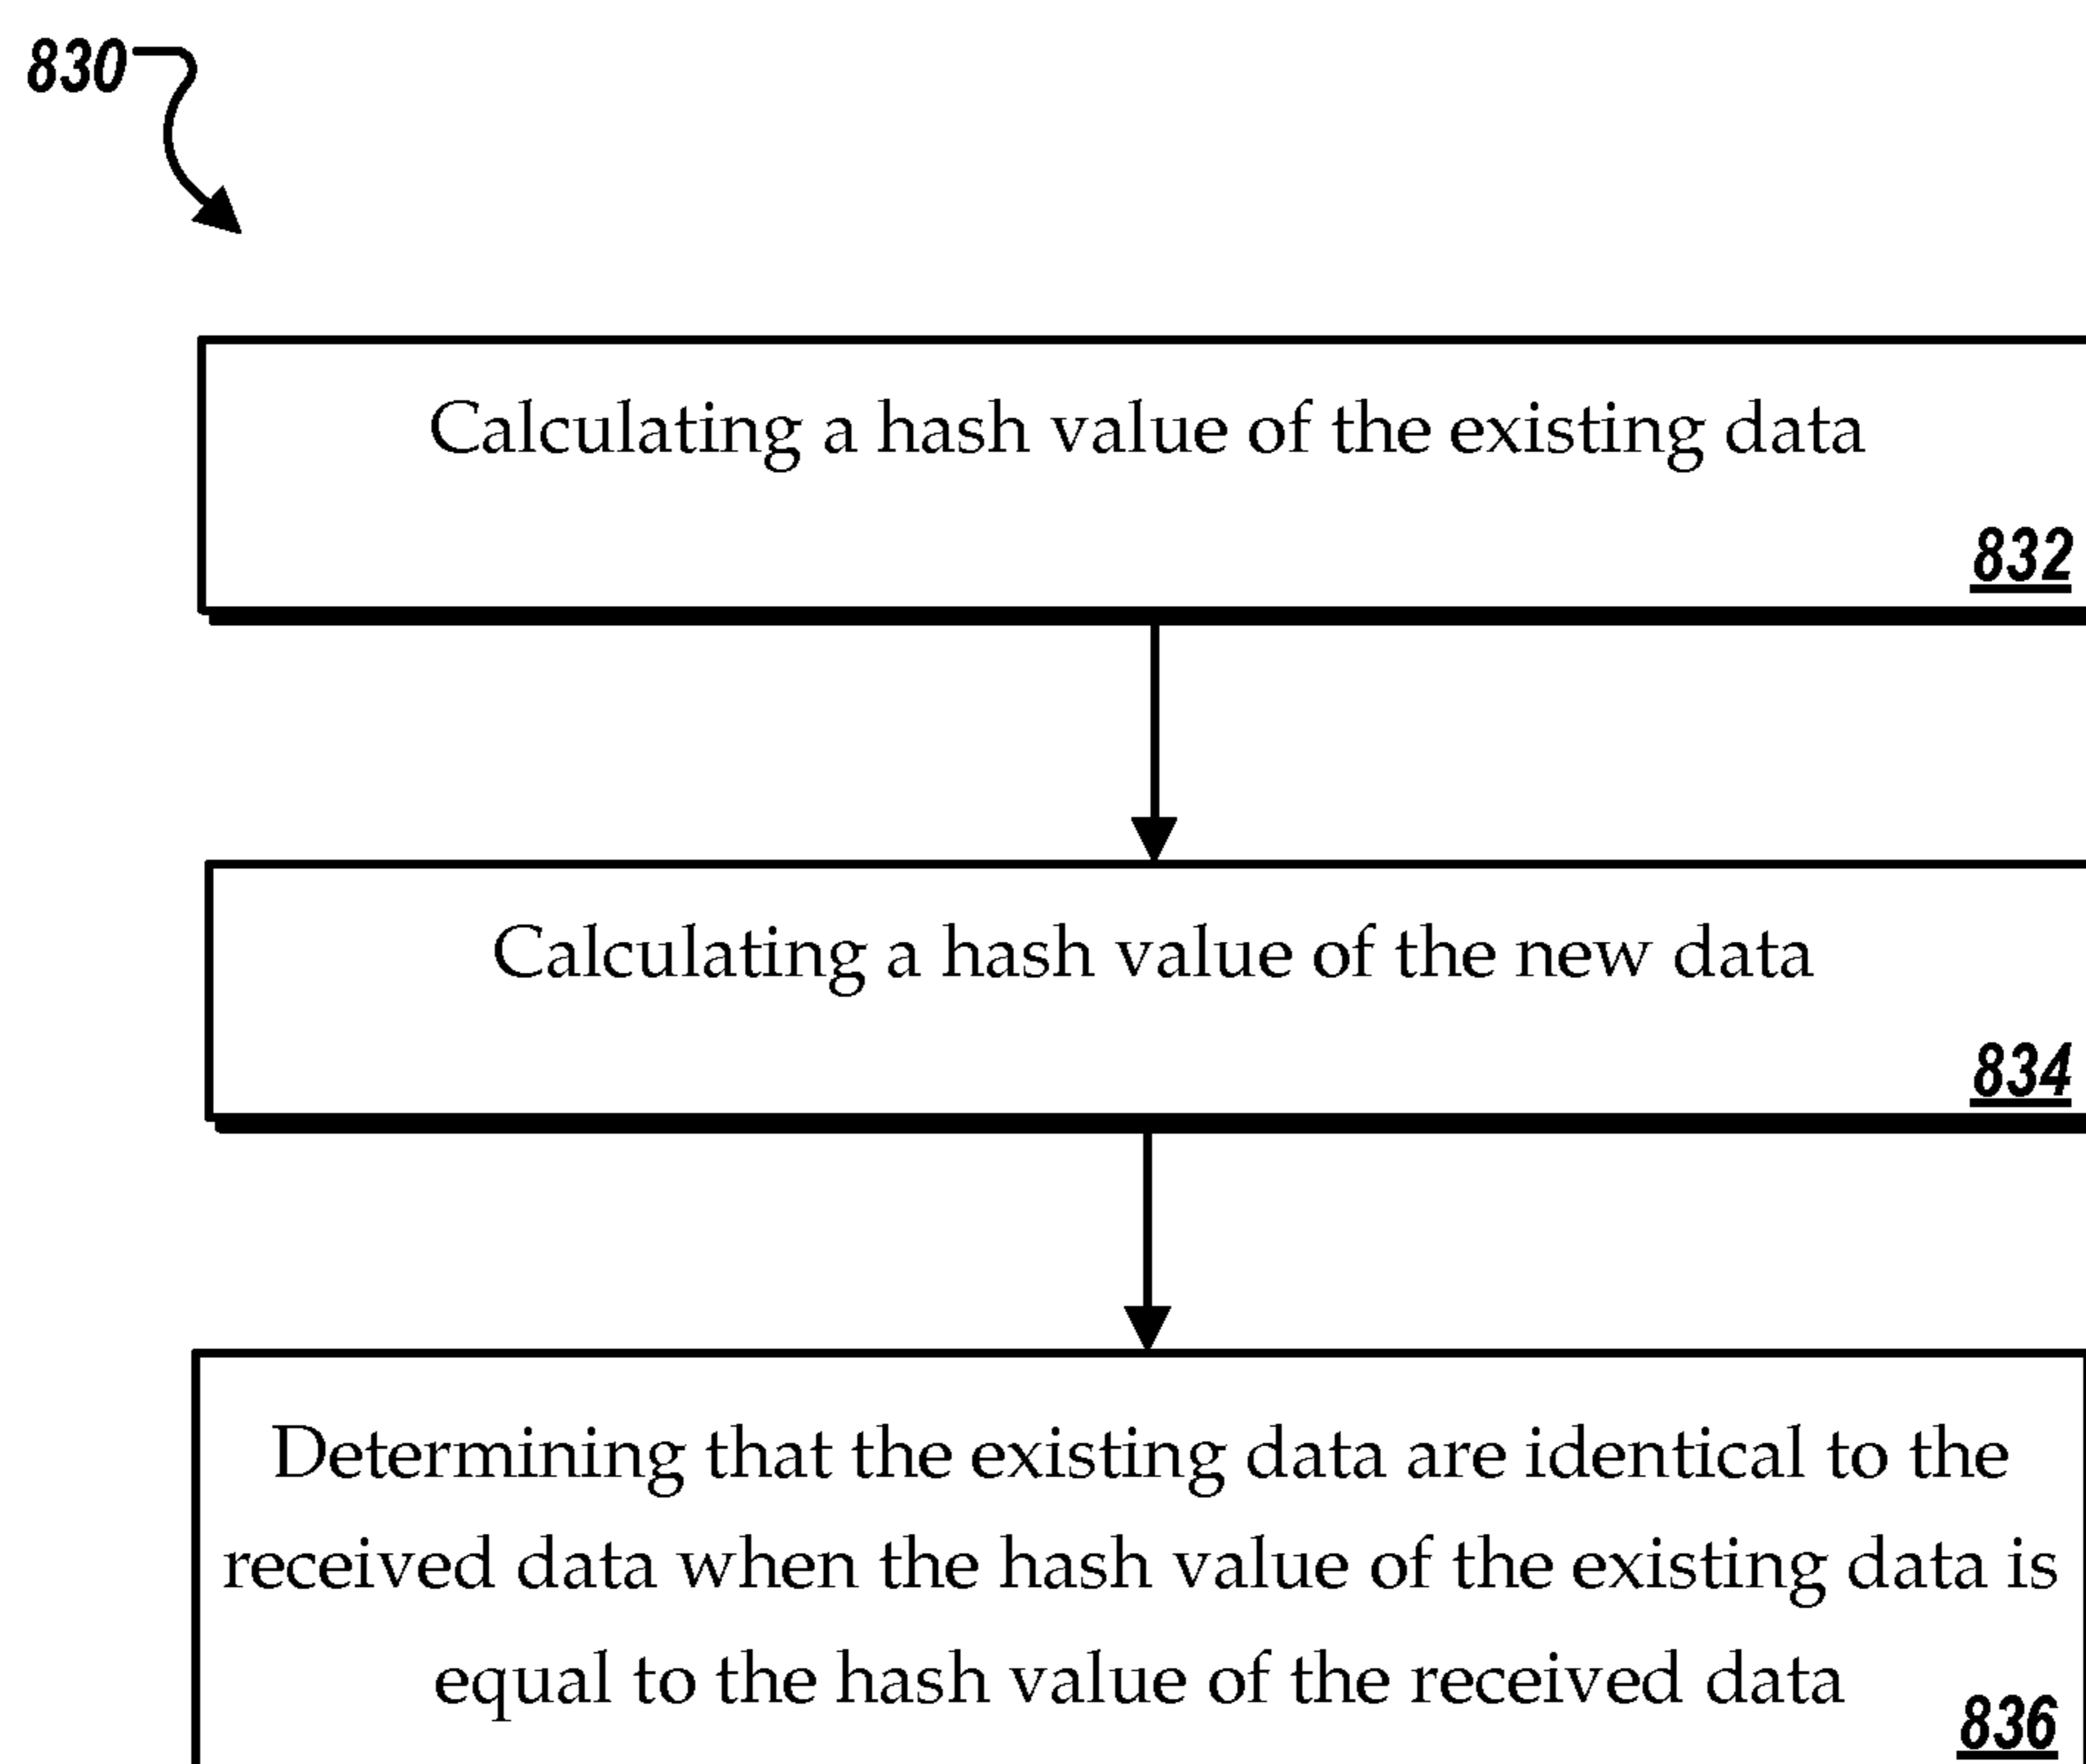 830
Calculating a hash value of the existing data
832
Calculating a hash value of the new data
834
Determining that the existing data are identical to the
received data when the hash value of the existing data is
equal to the hash value of the received data
836